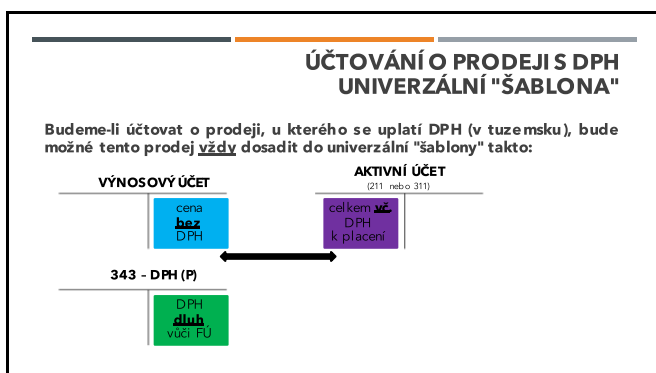 ÚČTOVÁNÍ O PRODEJI S DPH
UNIVERZÁLNÍ "ŠABLONA"
Budeme-li účtovat o prodeji, u kterého se uplatí DPH (v tuzemsku), bude
možné tento prodej vždy dosadit do univerzální "šablony" takto:
VÝNOSOVÝ ÚČET
cena
bez
DPH
AKTIVNÍ ÚČET
(211 nebo 311)
celkem vč.
DPH
k placení
343 – DPH (P)
DPH
dluh
vůči FÚ